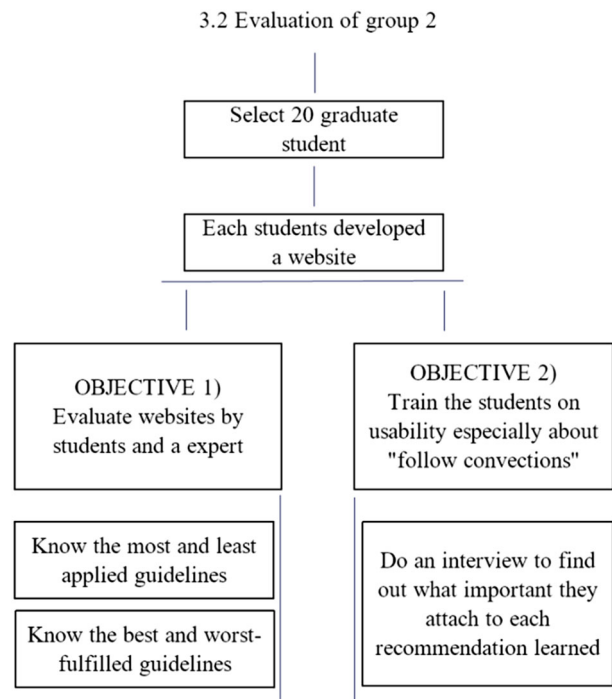 3.2 Evaluation of group 2
Select 20 graduate
student
Each students developed
a website
OBJECTIVE 1)
Evaluate websites by
students and a expert
Know the most and least
applied guidelines
Know the best and worst-
fulfilled guidelines
OBJECTIVE 2)
Train the students on
usability especially about
"follow convections"
Do an interview to find
out what important they
attach to each
recommendation learned